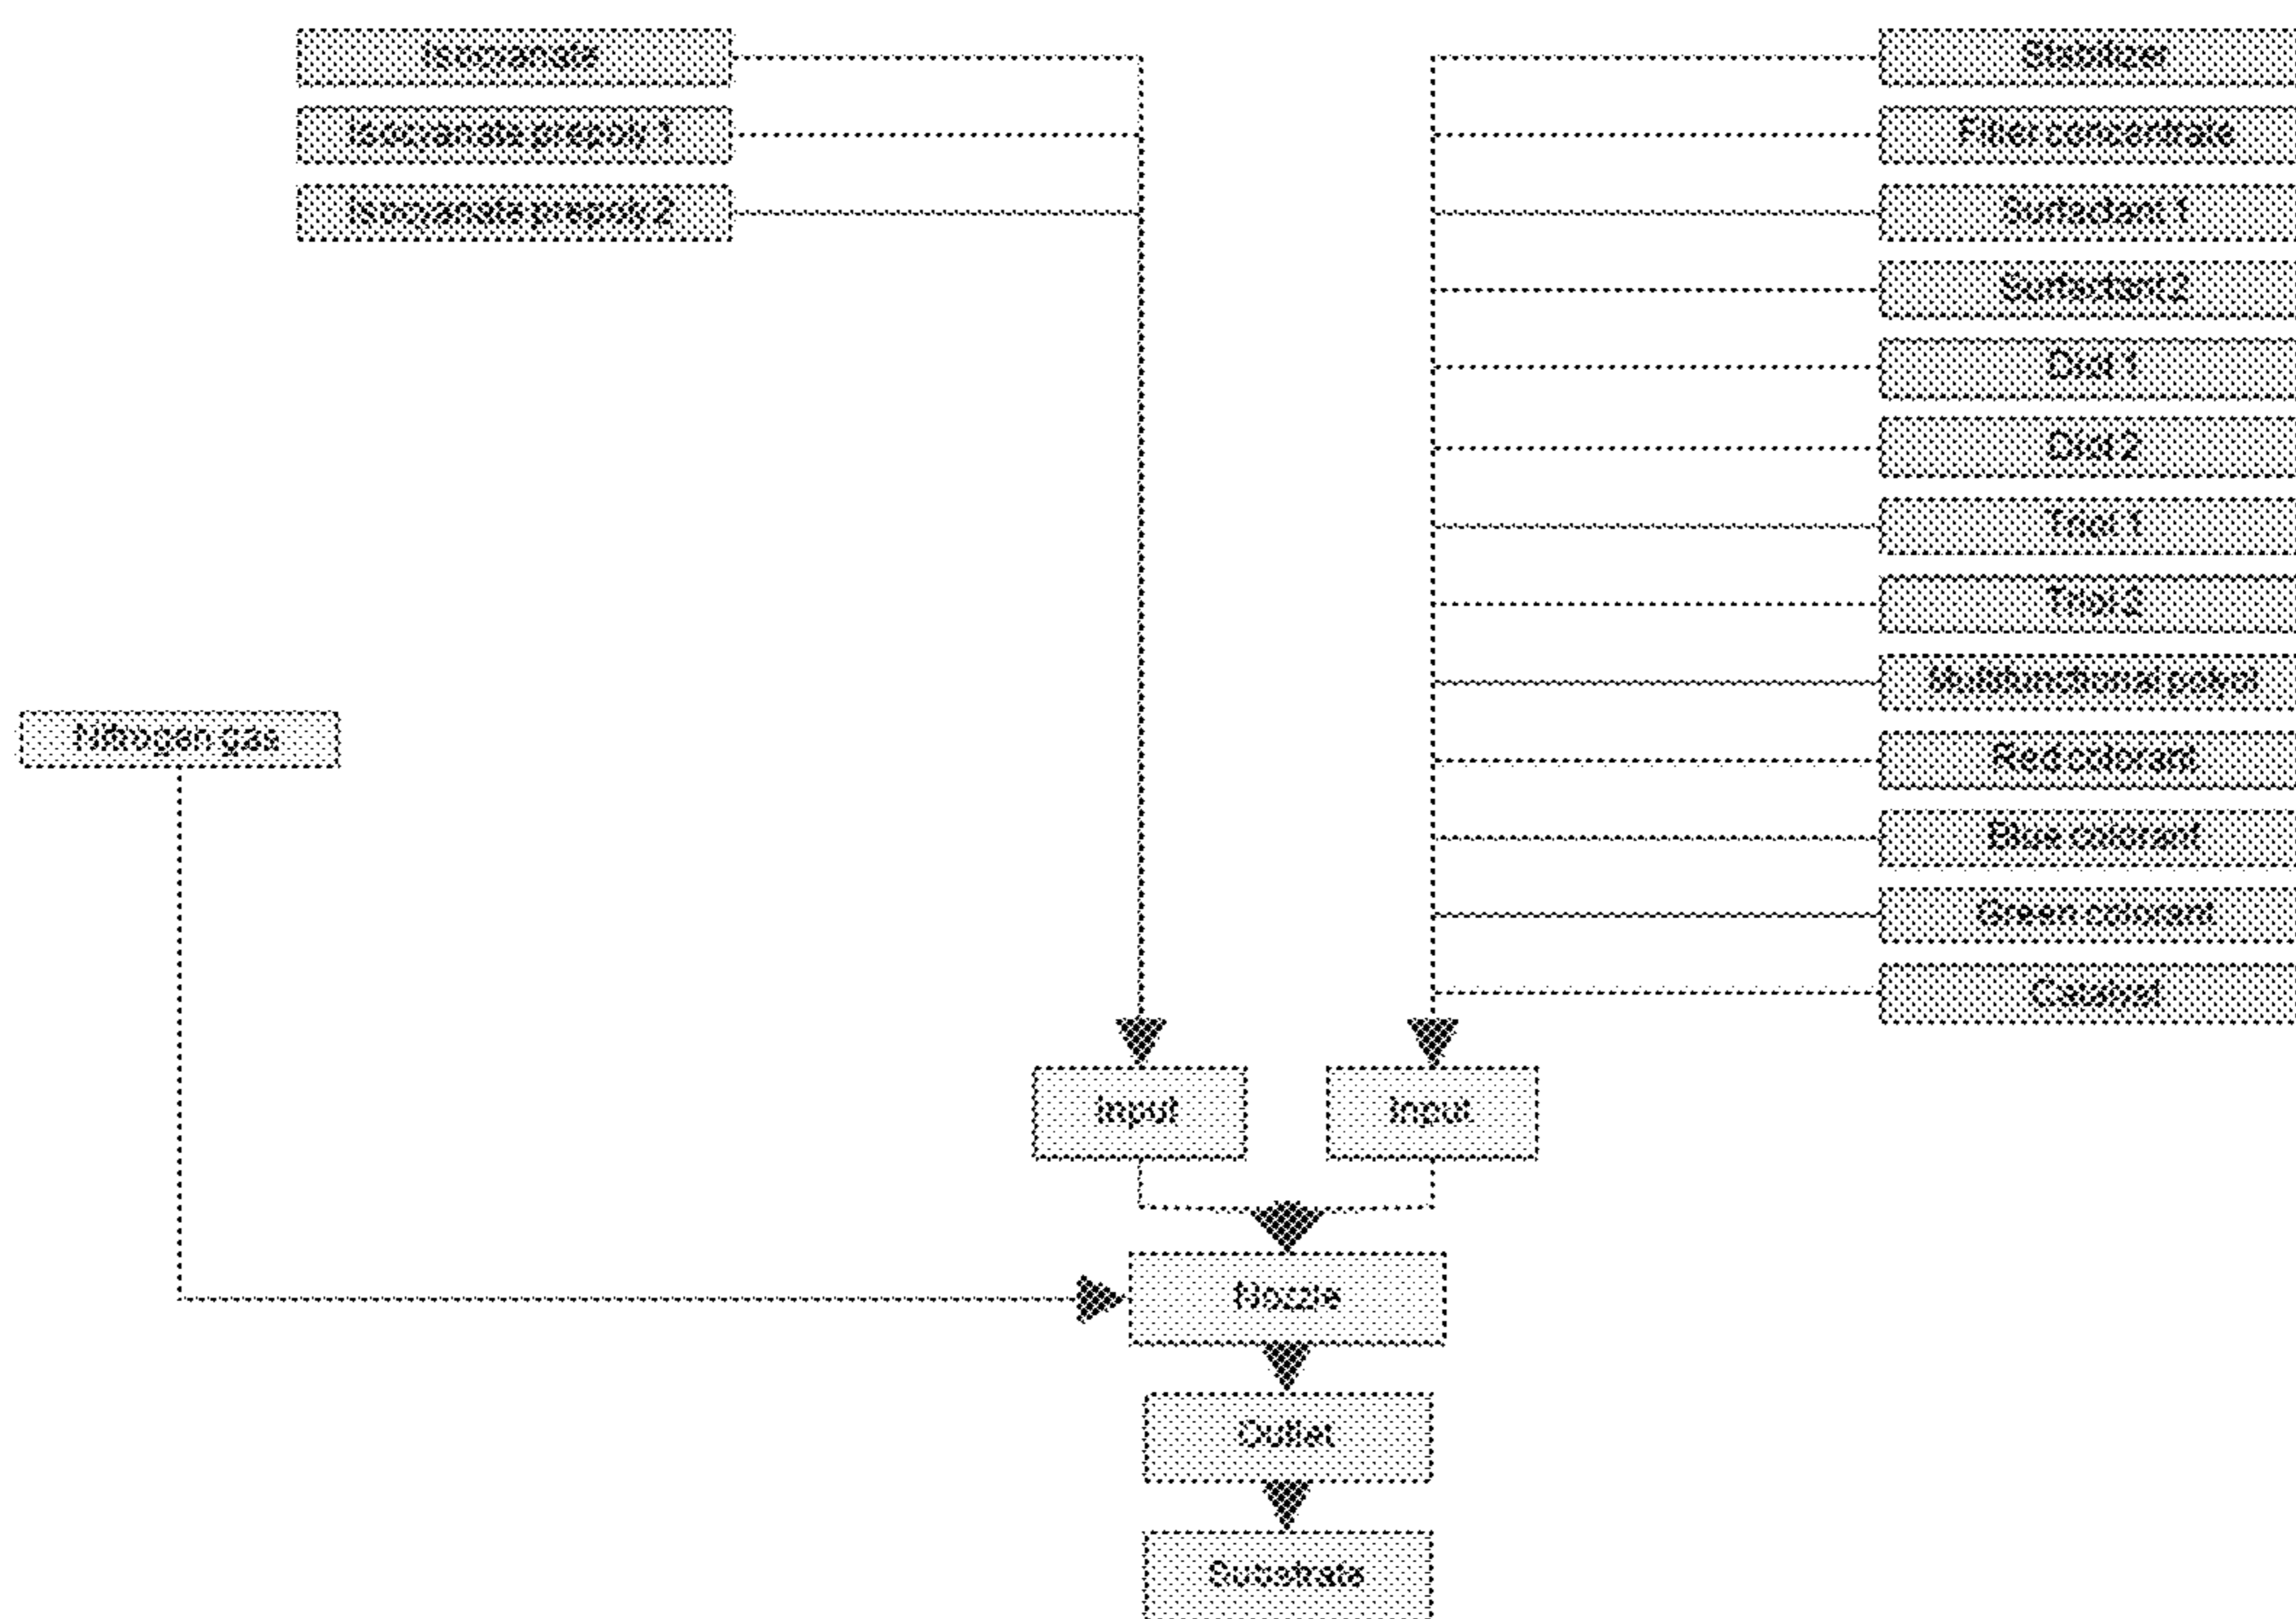 Isocyanate
Isocyanate prepoly 1
Isocyanate prepoly 2
Nitrogen gas
Stabilizer
Filler concentrate
Surfactant 1
Surfactant 2
Diol 1
Diol 2
Triol 1
Triol 2
Multifunctional polyol
Red colorant
Blue colorant
Green colorant
Catalyst
Input
Input
Nozzle
Outlet
Substrate